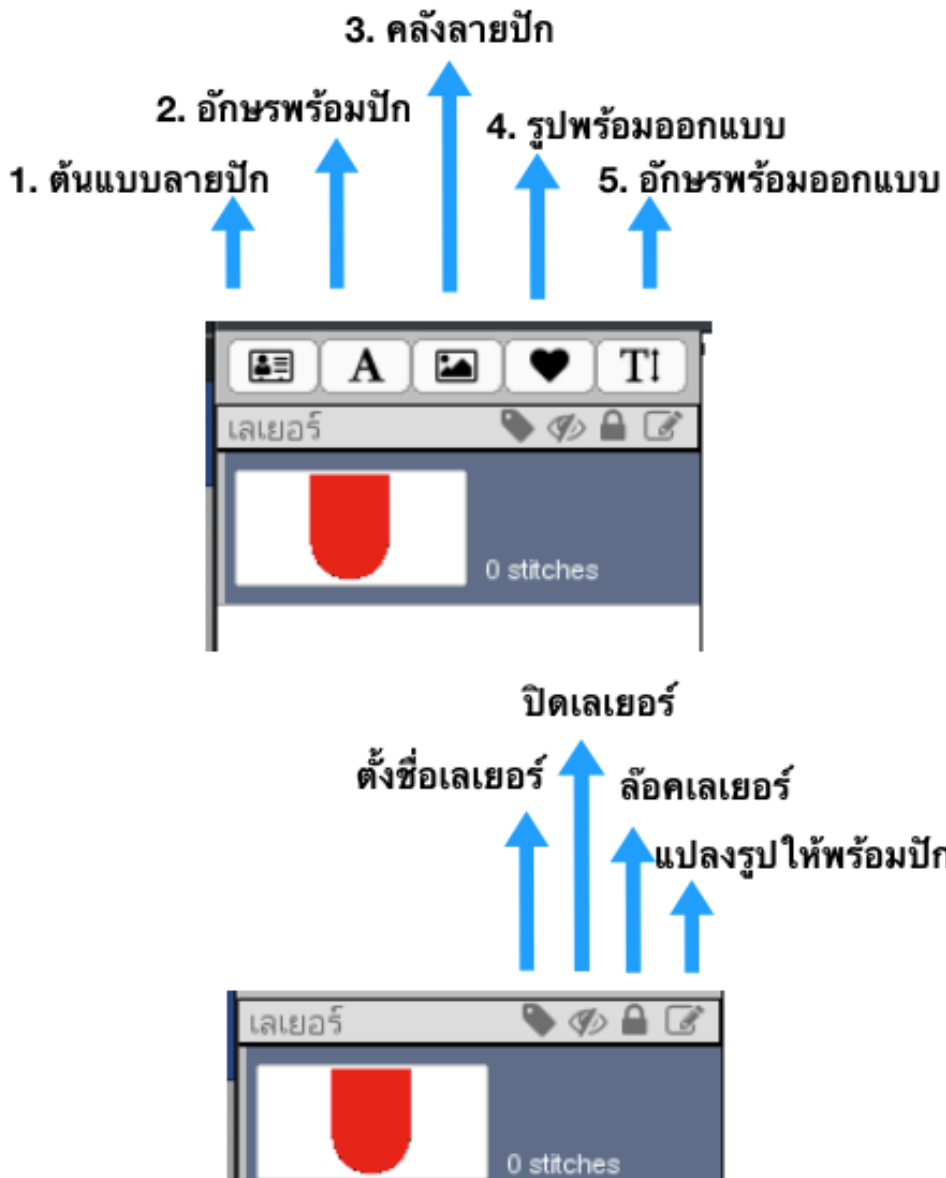 3. คลังลายปัก
2. อักษรพร้อมปัก
4. รูปพร้อมออกแบบ
1. ต้นแบบลายปัก
5. อักษรพร้อมออกแบบ
A
T
เลเยอร์
0 stitches
ปิดเลเยอร์
ตั้งชื่อเลเยอร์
ล๊อคเลเยอร์
แปลงรูปให้พร้อมปัก
เลเยอร์
0 stitches